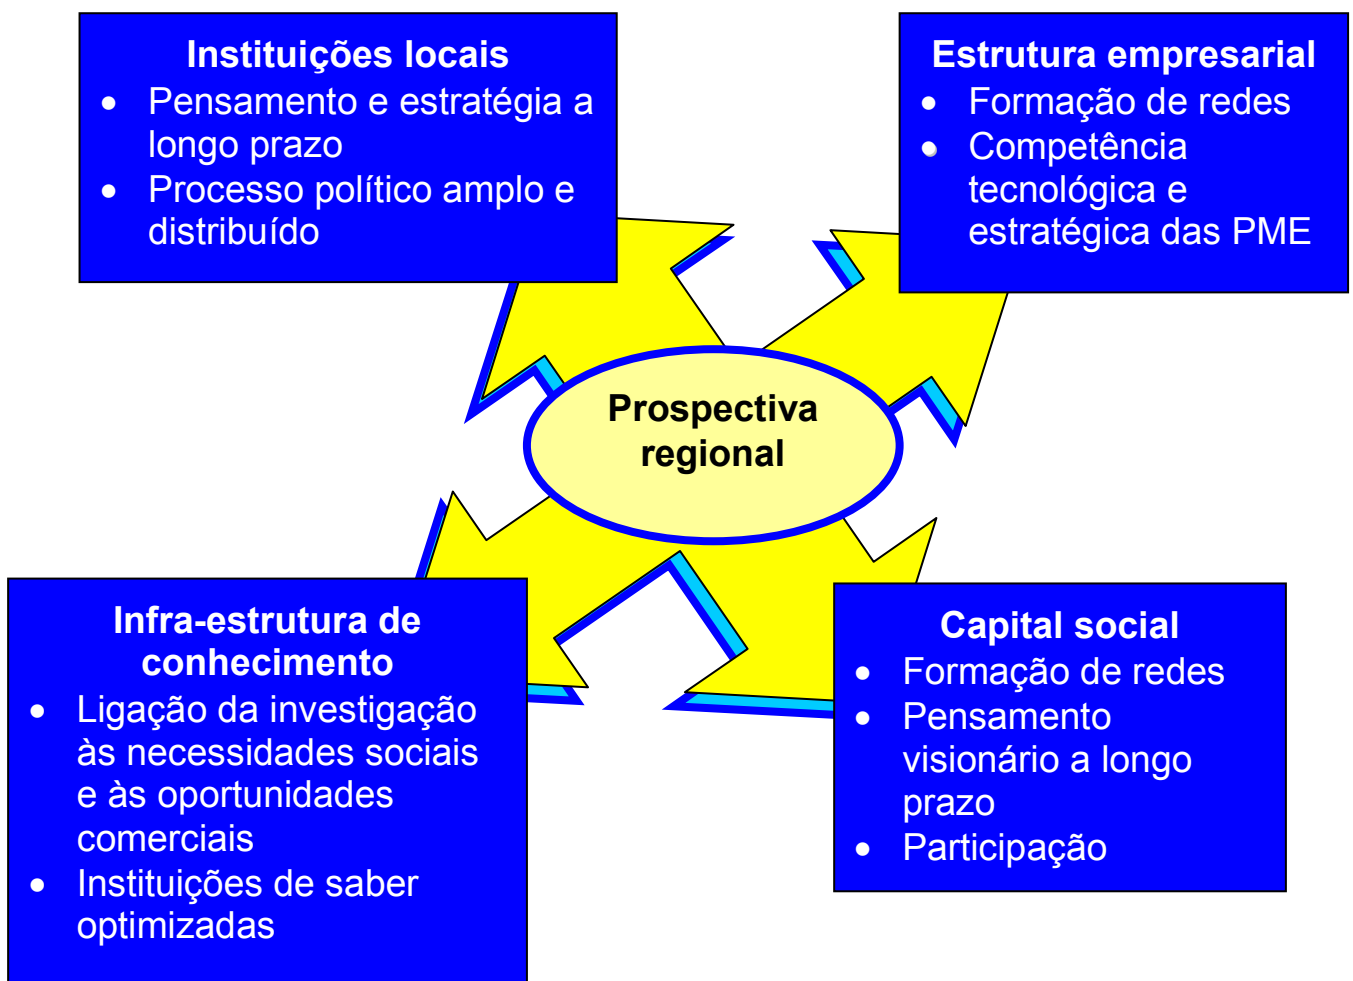 Instituições locais
• Pensamento e estratégia a
longo prazo
• Processo político amplo e
distribuído
Estrutura empresarial
• Formação de redes
• Competência
tecnológica e
estratégica das PME
Prospectiva
regional
Infra-estrutura de
conhecimento
• Ligação da investigação
às necessidades sociais
e às oportunidades
comerciais
• Instituições de saber
optimizadas
Capital social
• Formação de redes
• Pensamento
visionário a longo
prazo
• Participação